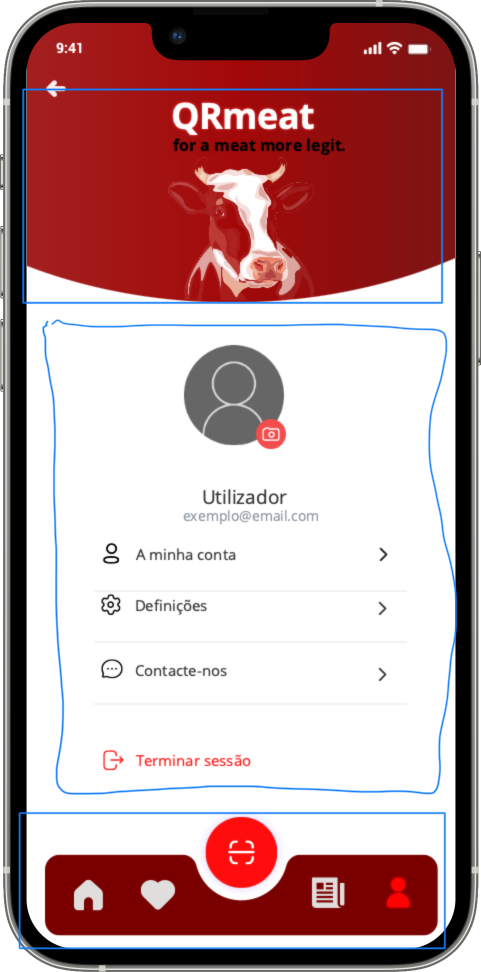 9:41
QRmeat
for a meat more legit.
Utilizador
exemplo@email.com
A minha conta
Definições
Contacte-nos
Terminar sessão